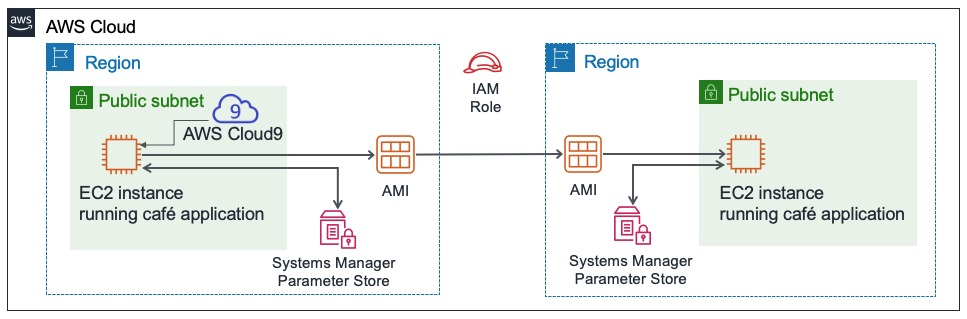 aws
AWS Cloud
Region
Public subnet
9
AWS Cloud9
EC2 instance
running café application
AMI
Systems Manager
Parameter Store
IAM
Role
Region
Public subnet
AMI
EC2 instance
running café application
Systems Manager
Parameter Store